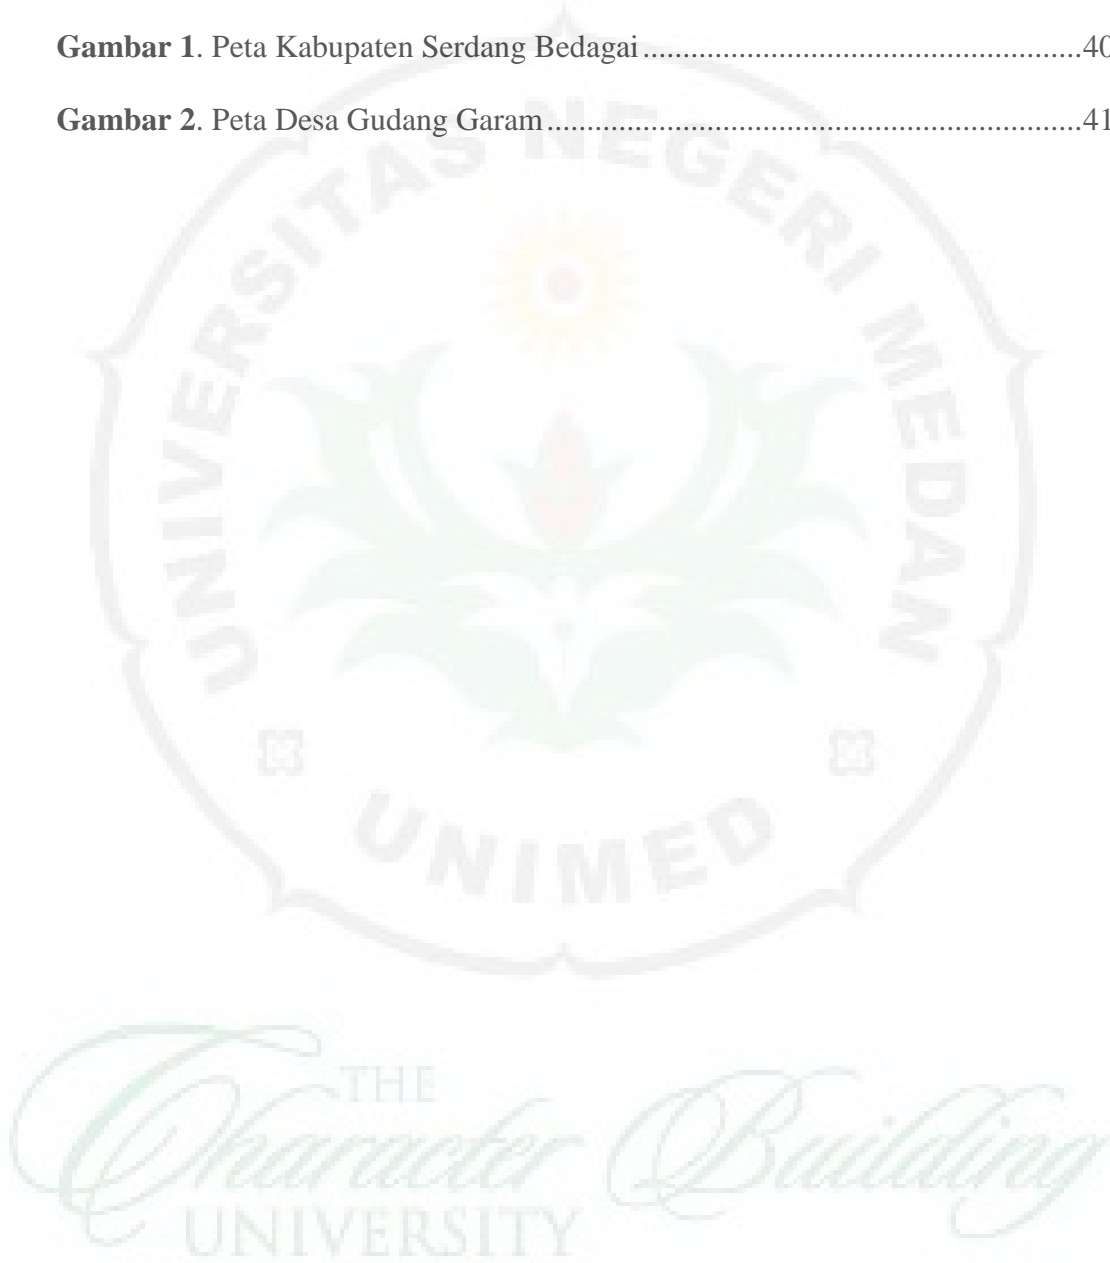 Gambar 1. Peta Kabupaten Serdang Bedagai.......................................................40
Gambar 2. Peta Desa Gudang Garam....................................................................41
UNIVERSITAS NEGERI MEDAN
UNIMED
THE
Character Building
UNIVERSITY